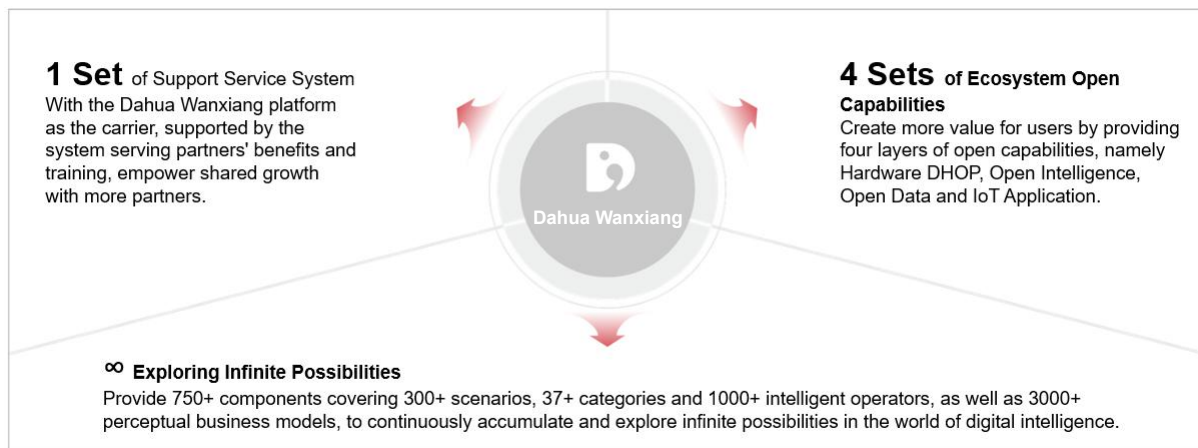 1 Set of Support Service System
With the Dahua Wanxiang platform
as the carrier, supported by the
system serving partners' benefits and
training, empower shared growth
with more partners.
4 Sets of Ecosystem Open
Capabilities
Create more value for users by providing
four layers of open capabilities, namely
Hardware DHOP, Open Intelligence,
Open Data and IoT Application.
Dahua Wanxiang
∞ Exploring Infinite Possibilities
Provide 750+ components covering 300+ scenarios, 37+ categories and 1000+ intelligent operators, as well as 3000+
perceptual business models, to continuously accumulate and explore infinite possibilities in the world of digital intelligence.